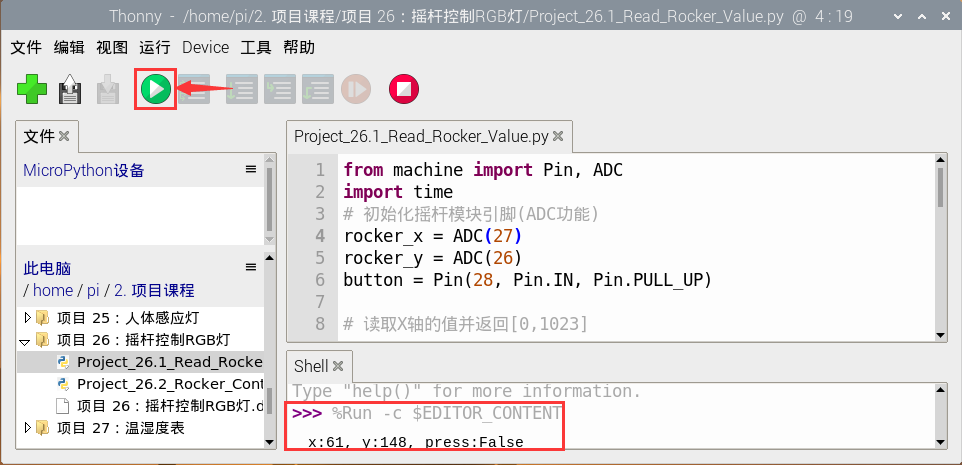 Thonny - /home/pi/2. 项目课程/项目 26：摇杆控制RGB灯/Project_26.1_Read_Rocker_Value.py @ 4 : 19
文件 编辑 视图 运行 Device 工具 帮助
文件
MicroPython设备
此电脑
/ home / pi / 2. 项目课程
项目 25：人体感应灯
项目 26：摇杆控制RGB灯
Project_26.1_Read_Rocke
Project_26.2_Rocker_Cont
项目 26：摇杆控制RGB灯.d
项目 27：温湿度表
Project_26.1_Read_Rocker_Value.py
1 from machine import Pin, ADC
2 import time
3 # 初始化摇杆模块引脚(ADC功能)
4 rocker_x = ADC(27)
5 rocker_y = ADC(26)
6 button = Pin(28, Pin.IN, Pin.PULL_UP)
7
8 # 读取X轴的值并返回[0,1023]
Shell
Type "help()" for more information.
>>> %Run -c $EDITOR_CONTENT
x:61, y:148, press:False